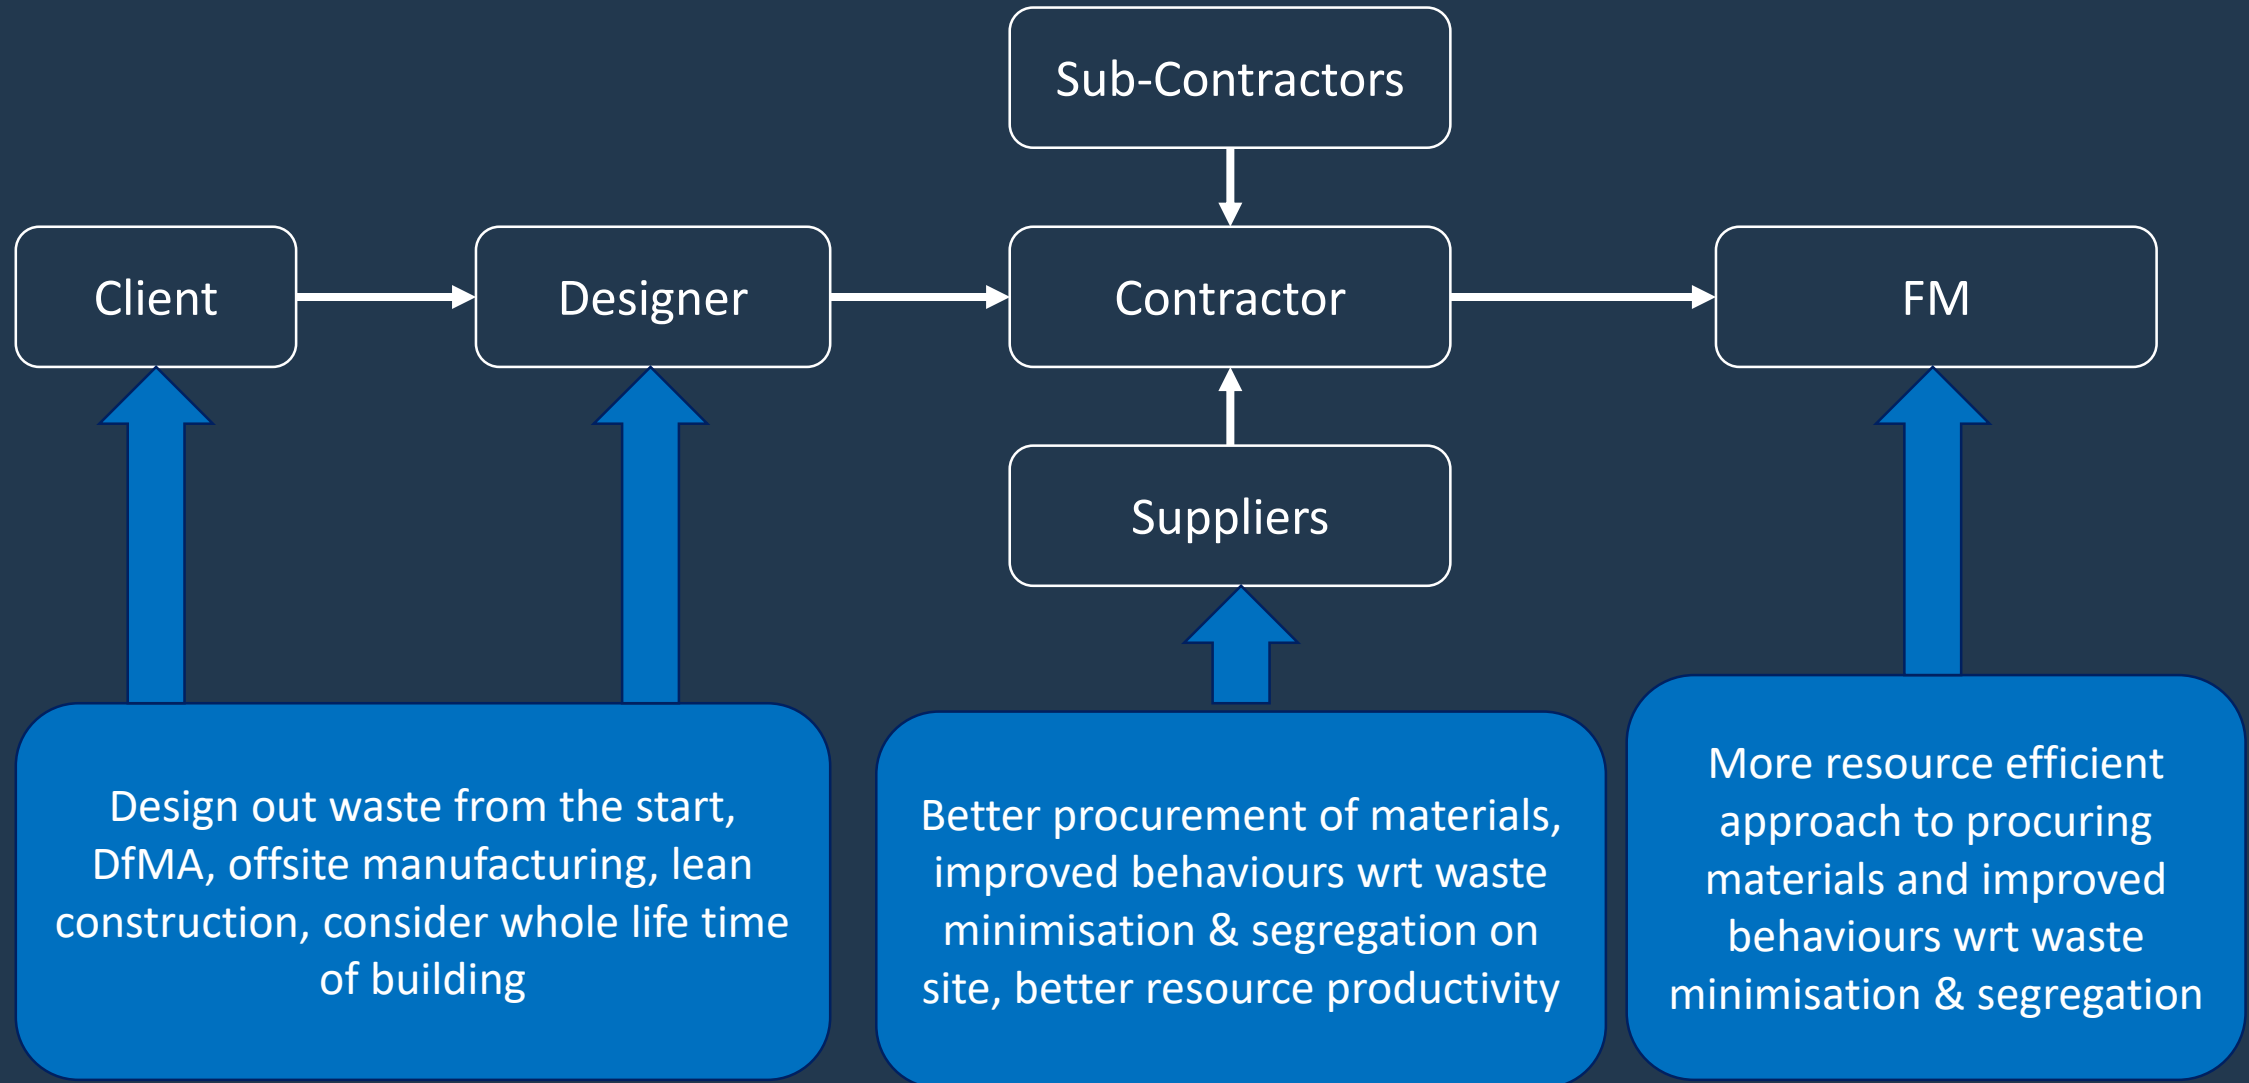 Sub-Contractors
Client
Designer
Contractor
FM
Suppliers
Design out waste from the start,
DfMA, offsite manufacturing, lean
construction, consider whole life time
of building
Better procurement of materials,
improved behaviours wrt waste
minimisation & segregation on
site, better resource productivity
More resource efficient
approach to procuring
materials and improved
behaviours wrt waste
minimisation & segregation